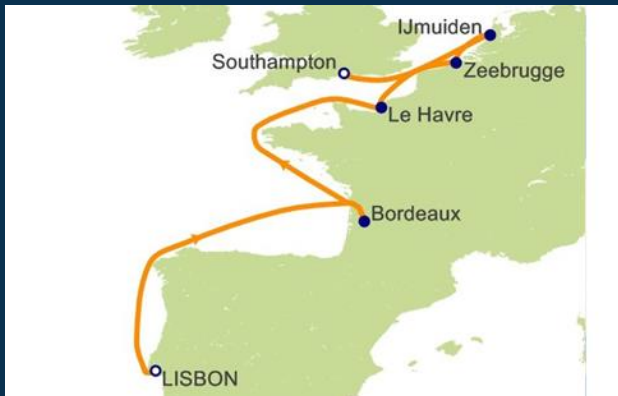 IJmuiden
Southampton
Zeebrugge
Le Havre
Bordeaux
LISBON